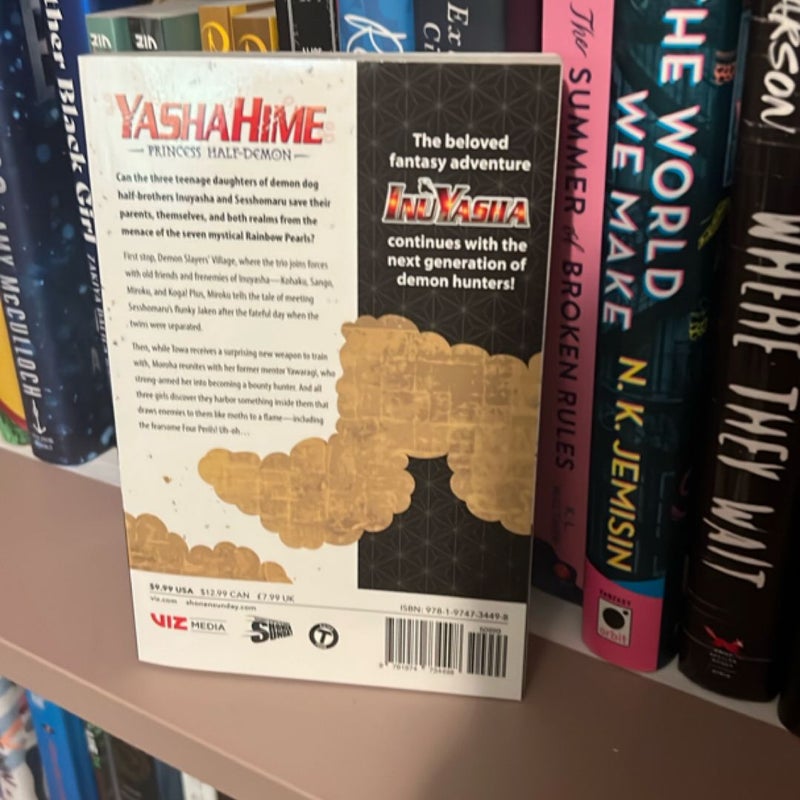 YASHAHIME
PRINCESS HALF-DEMON
Can the three teenage daughters of demon dog
half-brothers Inuyasha and Sesshomaru save their
parents, themselves, and both realms from the
menace of the seven mystical Rainbow Pearls?
First stop, Demon Slayers' Village, where the trio joins forces
with old friends and frenemies of Inuyasha—Kohaku, Sango,
Miroku, and Koga! Plus, Miroku tells the tale of meeting
Sesshomaru's flunky Jaken after the fateful day when the
twins were separated.
Then, while Towa receives a surprising new weapon to train
with, Moroha reunites with her former mentor Yawaragi, who
strong-armed her into becoming a bounty hunter. And all
three girls discover they harbor something inside them that
draws enemies to them like moths to a flame—including
the fearsome Four Perils! Uh-oh...
The beloved
fantasy adventure
INUYASHA
continues with the
next generation of
demon hunters!
$9.99 USA $12.99 CAN £7.99 UK
viz.com shonensunday.com
VIZ MEDIA
SHONEN SUNDAY
T
ISBN: 978-1-9747-3449-8
her Black Girl
AMY MCCULLOCH
ZIN
ZIN
Ex
Ci
The SUMMER of BROKEN RULES
K. L.
THE WORLD
WE MAKE
N. K. JEMISIN
orbit
WHERE THEY WAIT